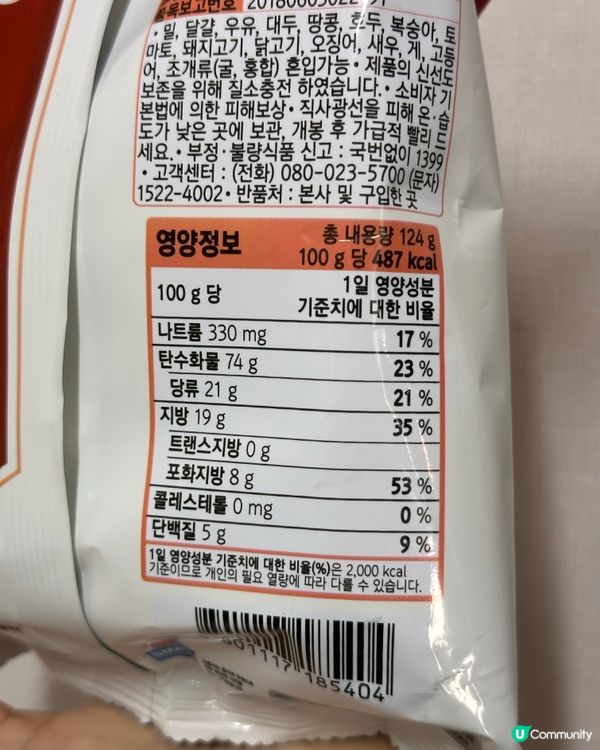 품목보고번호
· 밀, 달걀, 우유, 대두, 땅콩, 호두, 복숭아, 토
마토, 돼지고기, 닭고기, 오징어, 새우, 게, 고등
어, 조개류(굴, 홍합) 혼입가능 · 제품의 신선도
보존을 위해 질소충전 하였습니다. · 소비자 기
본법에 의한 피해보상 · 직사광선을 피해 온·습
도가 낮은 곳에 보관, 개봉 후 가급적 빨리 드
세요. · 부정·불량식품 신고 : 국번없이 1399
· 고객센터 : (전화) 080-023-5700 (문자)
1522-4002 · 반품처 : 본사 및 구입한 곳
영양정보
총 내용량 124 g
100 g 당 487 kcal
100 g 당
1일 영양성분
기준치에 대한 비율
나트륨 330 mg 17 %
탄수화물 74 g 23 %
당류 21 g 21 %
지방 19 g 35 %
트랜스지방 0 g
포화지방 8 g 53 %
콜레스테롤 0 mg 0 %
단백질 5 g 9 %
1일 영양성분 기준치에 대한 비율(%)은 2,000 kcal
기준이므로 개인의 필요 열량에 따라 다를 수 있습니다.
801117 185404
U Community